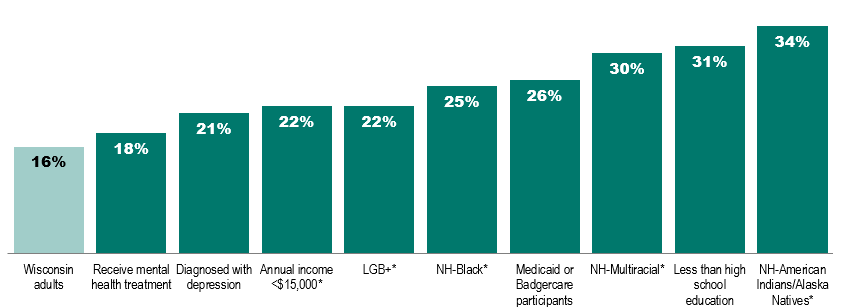 16%
18%
21%
22%
22%
25%
26%
30%
31%
34%
Wisconsin
adults
Receive mental
health treatment
Diagnosed with
depression
Annual income
<$15,000*
LGB+*
NH-Black*
Medicaid or
Badgercare
participants
NH-Multiracial*
Less than high
school
education
NH-American
Indians/Alaska
Natives*